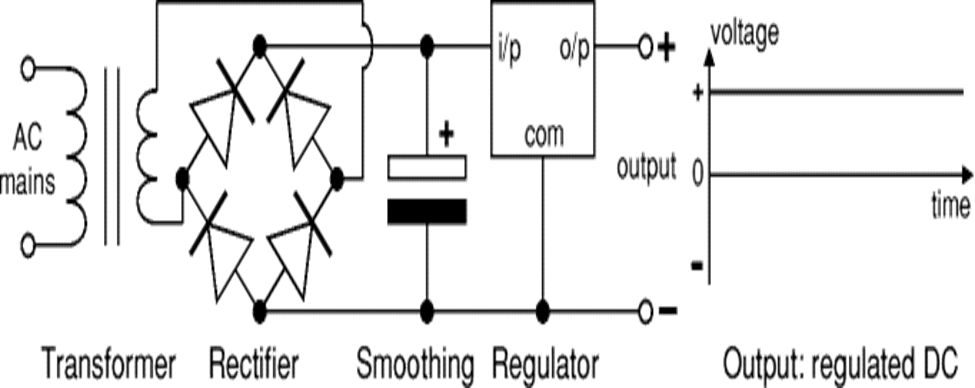 AC
mains
+
i/p
o/p
com
+
-
voltage
+
output
0
time
-
Transformer
Rectifier
Smoothing
Regulator
Output: regulated DC